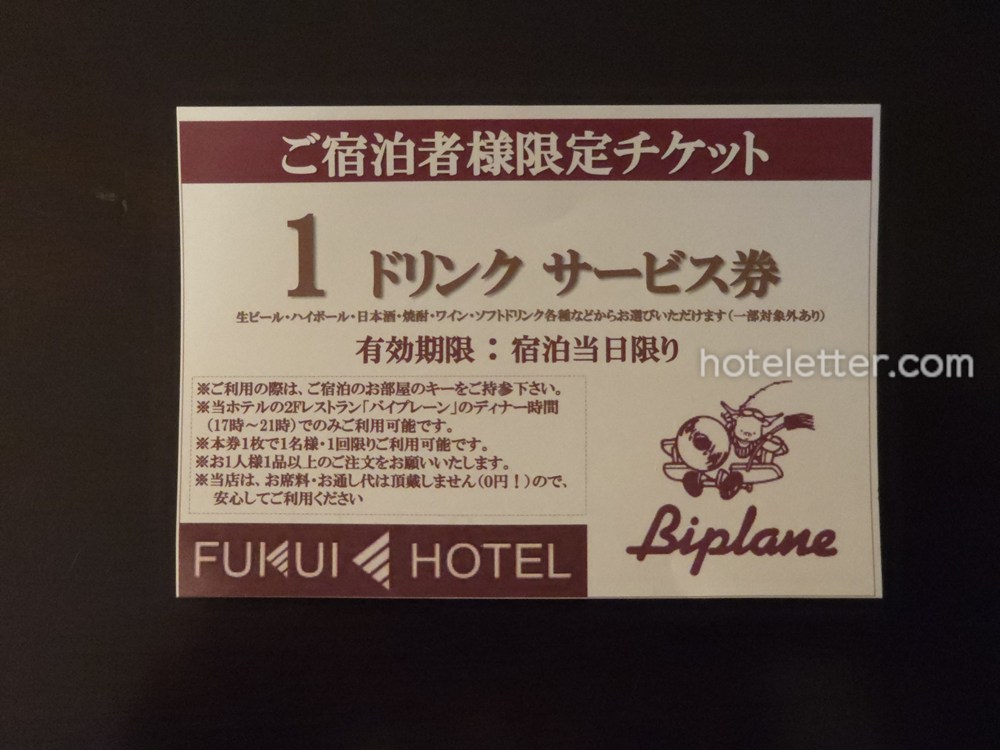 ご宿泊者様限定チケット
1 ドリンク サービス券
生ビール・ハイボール・日本酒・焼酎・ワイン・ソフトドリンク各種などからお選びいただけます(一部対象外あり)
有効期限：宿泊当日限り
hoteletter.com
※ご利用の際は、ご宿泊のお部屋のキーをご持参下さい。
※当ホテルの2Fレストラン「バイプレーン」のディナー時間
(17時～21時)でのみご利用可能です。
※本券1枚で1名様・1回限りご利用可能です。
※お1人様1品以上のご注文をお願いいたします。
※当店は、お席料・お通し代は頂戴しません(0円！)ので、
安心してご利用ください
FUKUI HOTEL
Biplane